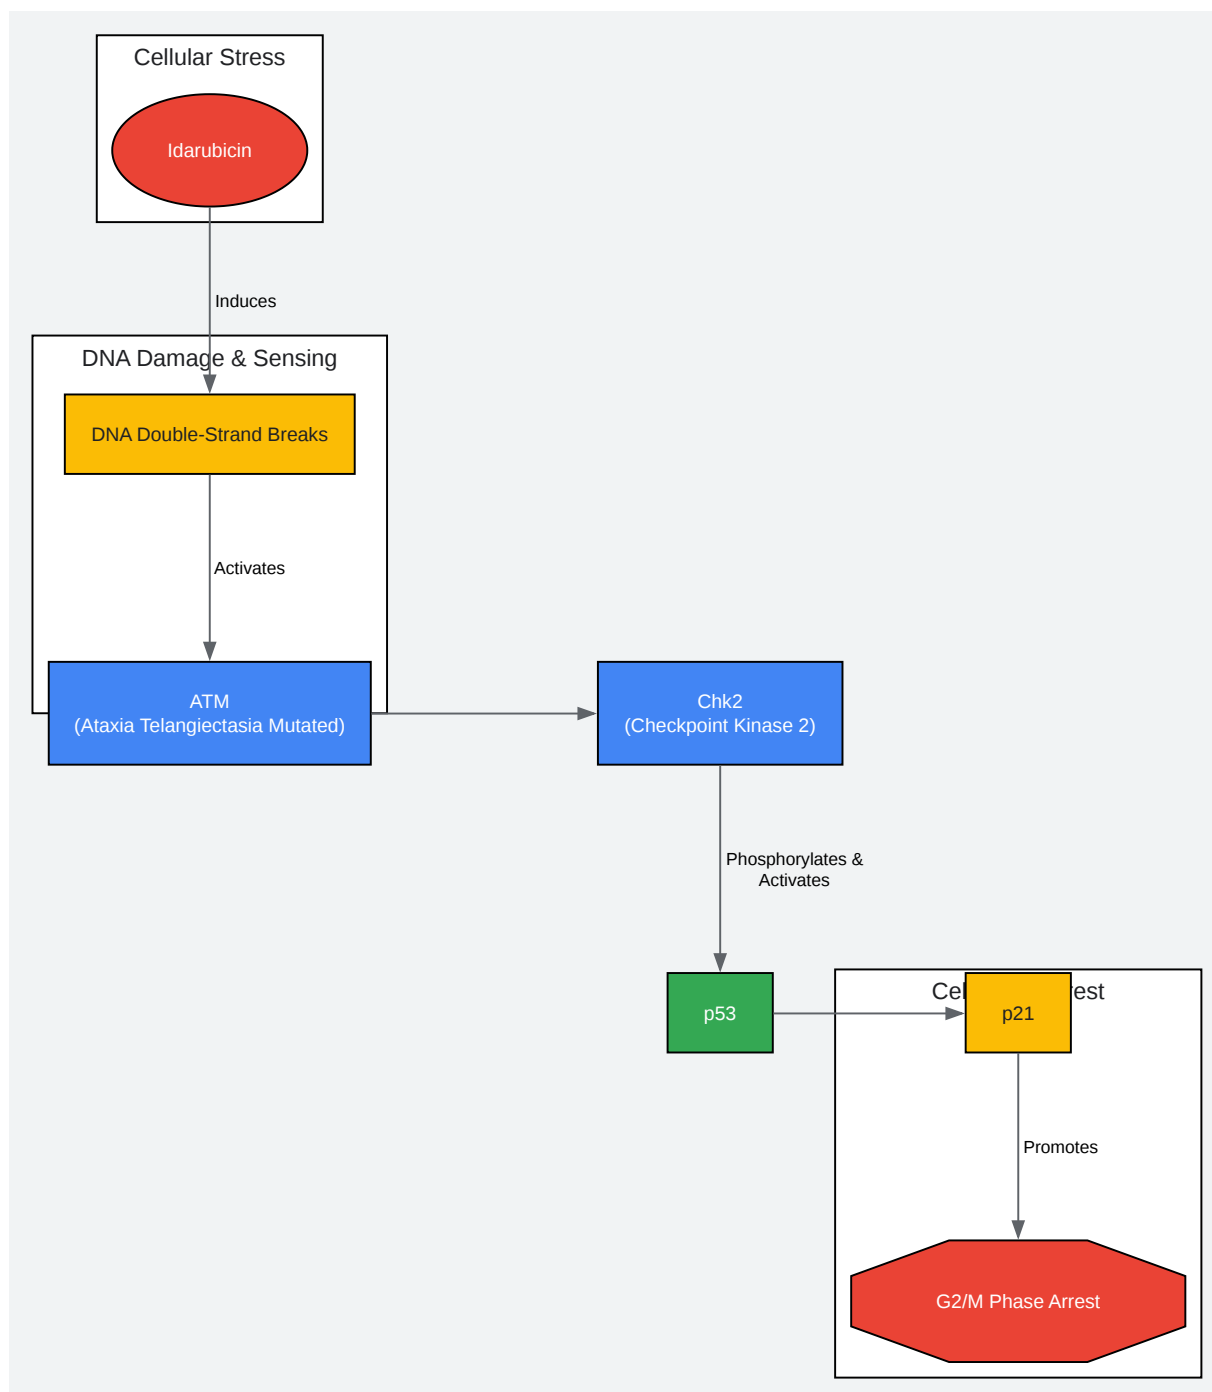 Cellular Stress
Idarubicin
Induces
DNA Damage & Sensing
DNA Double-Strand Breaks
Activates
ATM
(Ataxia Telangiectasia Mutated)
Chk2
(Checkpoint Kinase 2)
Phosphorylates &
Activates
p53
p21
Promotes
G2/M Phase Arrest